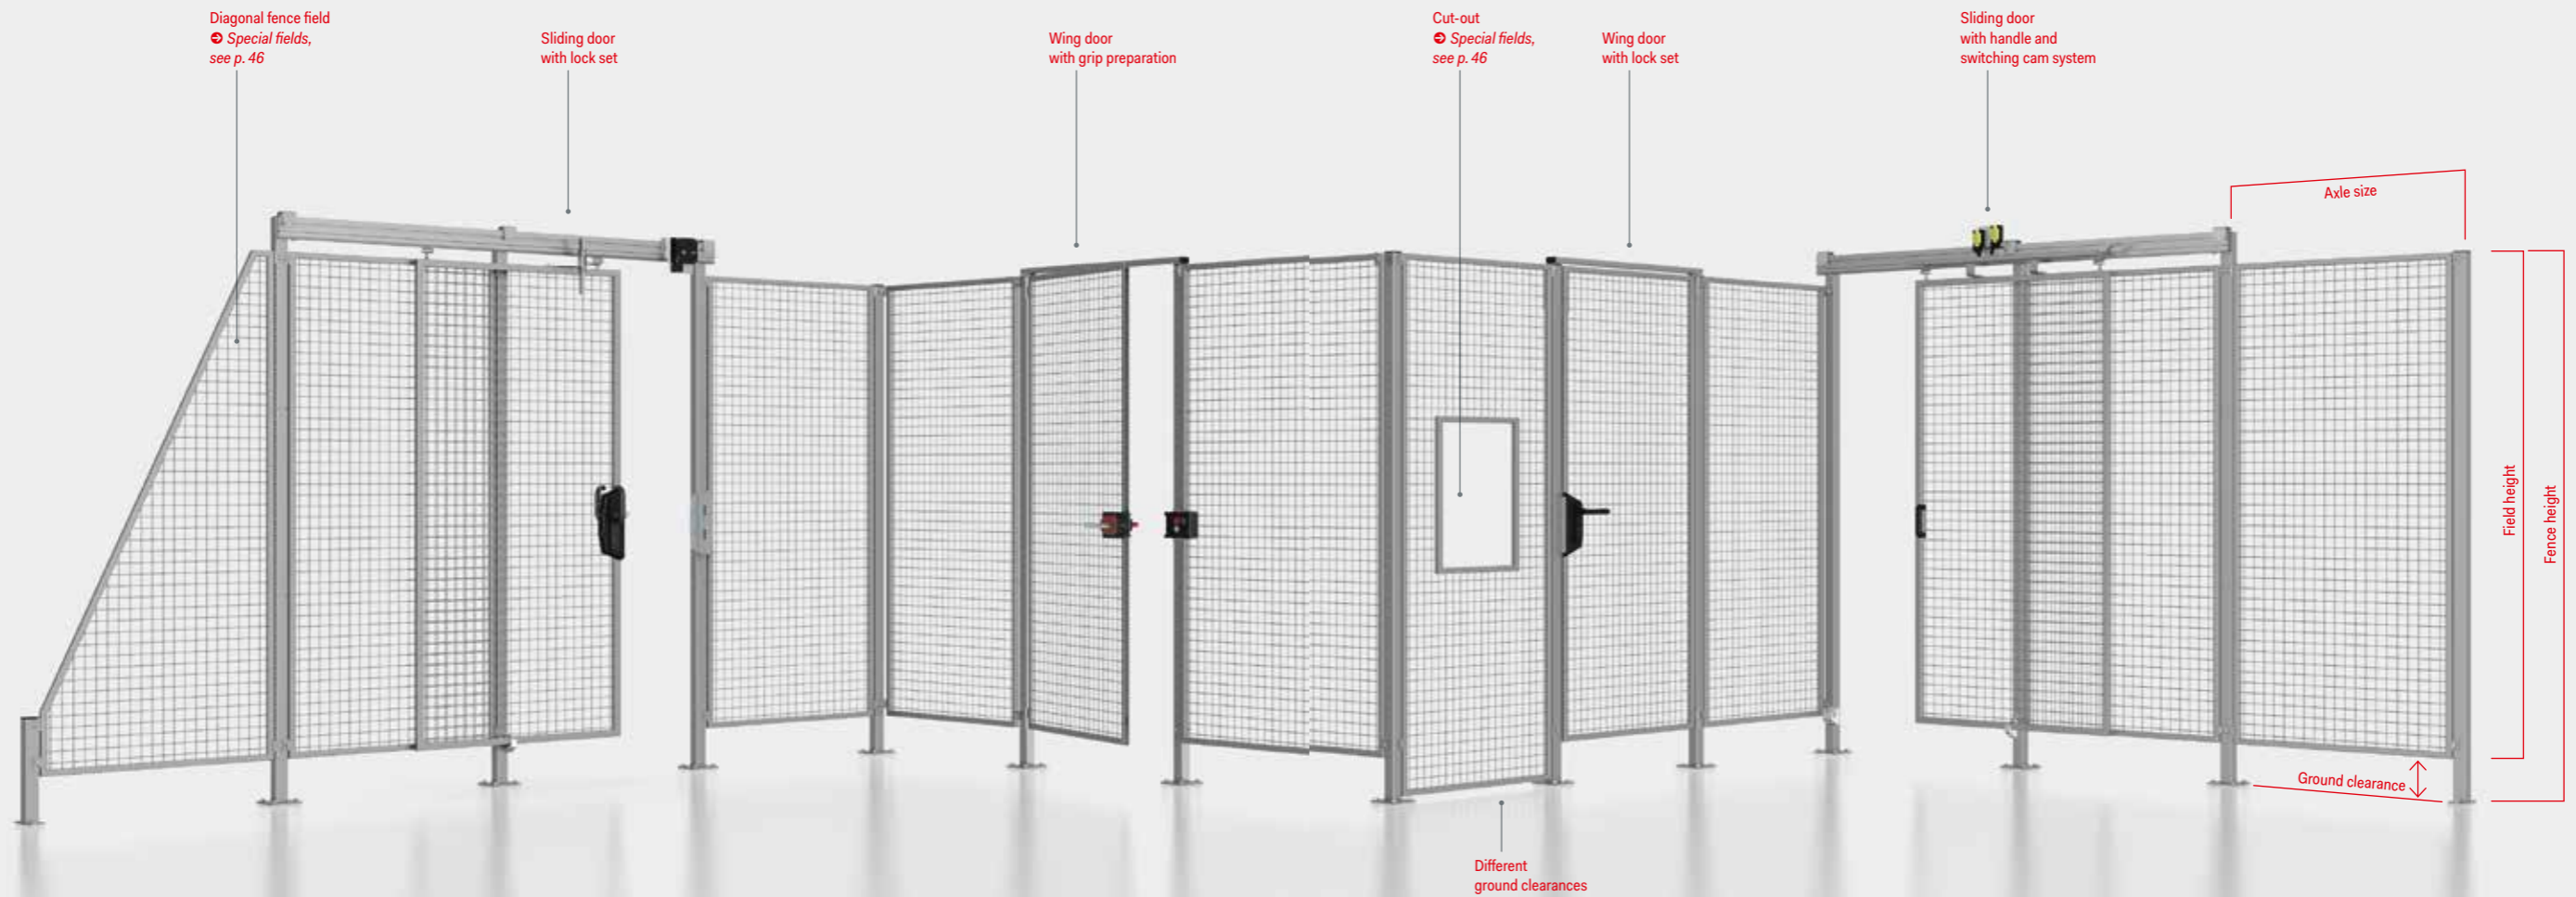 Diagonal fence field
➲ Special fields,
see p. 46
Sliding door
with lock set
Wing door
with grip preparation
Cut-out
➲ Special fields,
see p. 46
Wing door
with lock set
Sliding door
with handle and
switching cam system
Axle size
Field height
Fence height
Ground clearance
Different
ground clearances